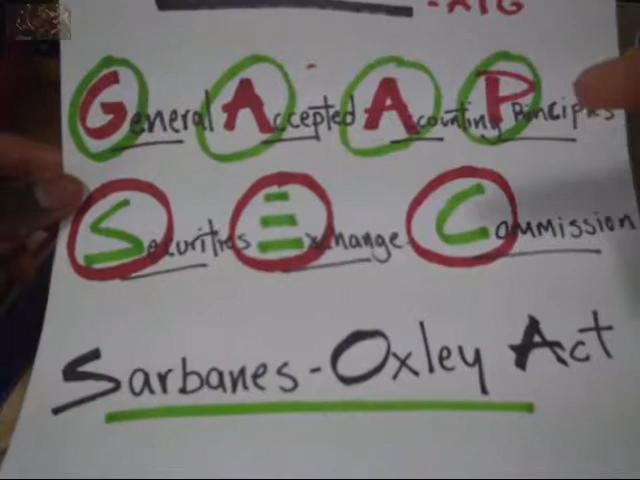 - AIG
General Accepted Accounting Principles
Securities Exchange Commission
Sarbanes-Oxley Act